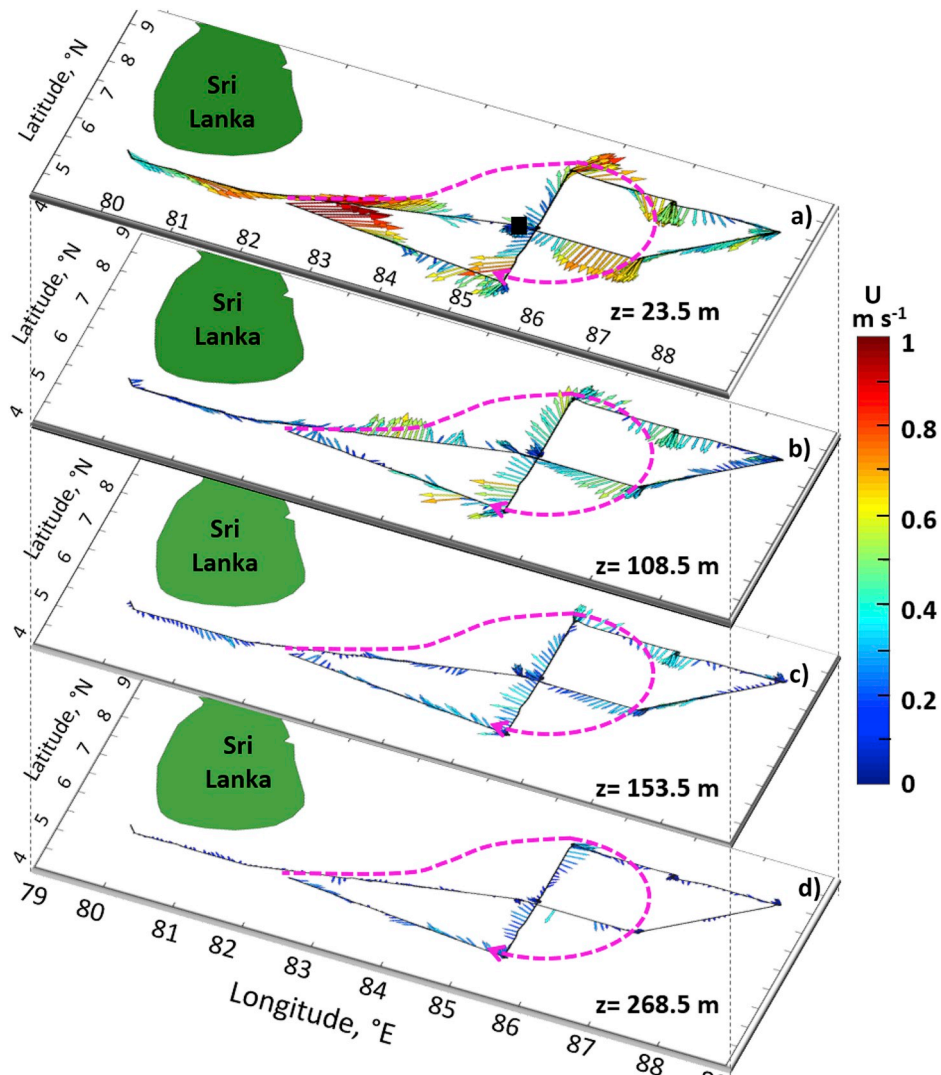 Latitude, °N
9
8
7
6
5
4
Sri
Lanka
80
81
82
83
84
85
86
87
88
a)
z= 23.5 m
U
m s-1
1
0.8
0.6
0.4
0.2
0
Latitude, °N
9
8
7
6
5
4
Sri
Lanka
b)
z= 108.5 m
Latitude, °N
8
7
6
5
4
Sri
Lanka
c)
z= 153.5 m
Latitude, °N
9
8
7
6
5
4
Sri
Lanka
d)
z= 268.5 m
79
80
81
82
83
84
85
86
87
88
Longitude, °E